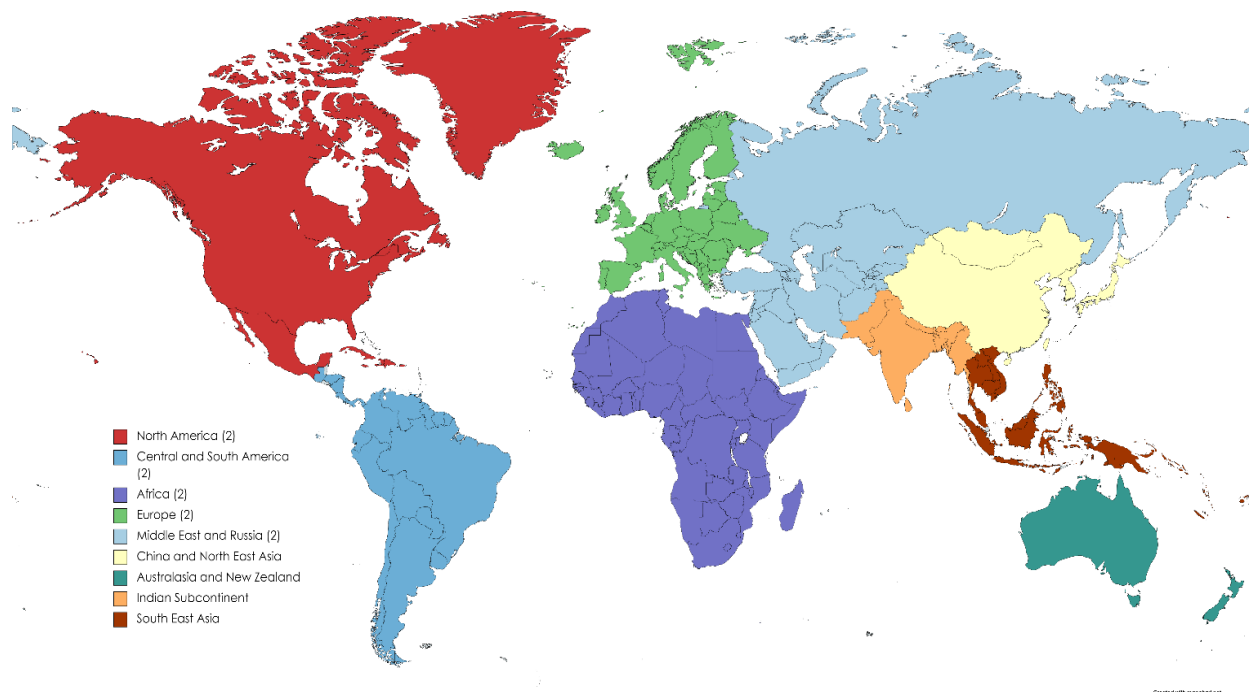 North America (2)
Central and South America
(2)
Africa (2)
Europe (2)
Middle East and Russia (2)
China and North East Asia
Australasia and New Zealand
Indian Subcontinent
South East Asia